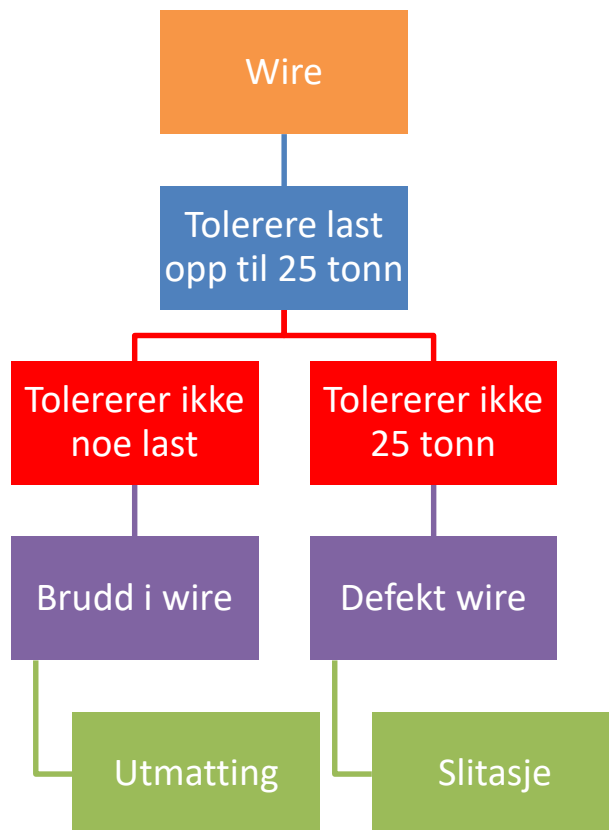 Wire
Tolerere last
opp til 25 tonn
Tolererer ikke
noe last
Tolererer ikke
25 tonn
Brudd i wire
Defekt wire
Utmatting
Slitasje